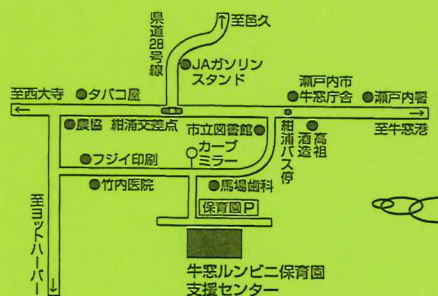 至邑久
県道28号線
JAガソリン
スタンド
至西大寺
タバコ屋
瀬戸内市
牛窓庁舎
瀬戸内署
農協
紺浦交差点
市立図書館
紺浦バス停
高祖
酒造
至牛窓港
フジイ印刷
カーブ
ミラー
竹内医院
馬場歯科
保育園P
至ヨットハーバー
牛窓ルンビニ保育園
支援センター